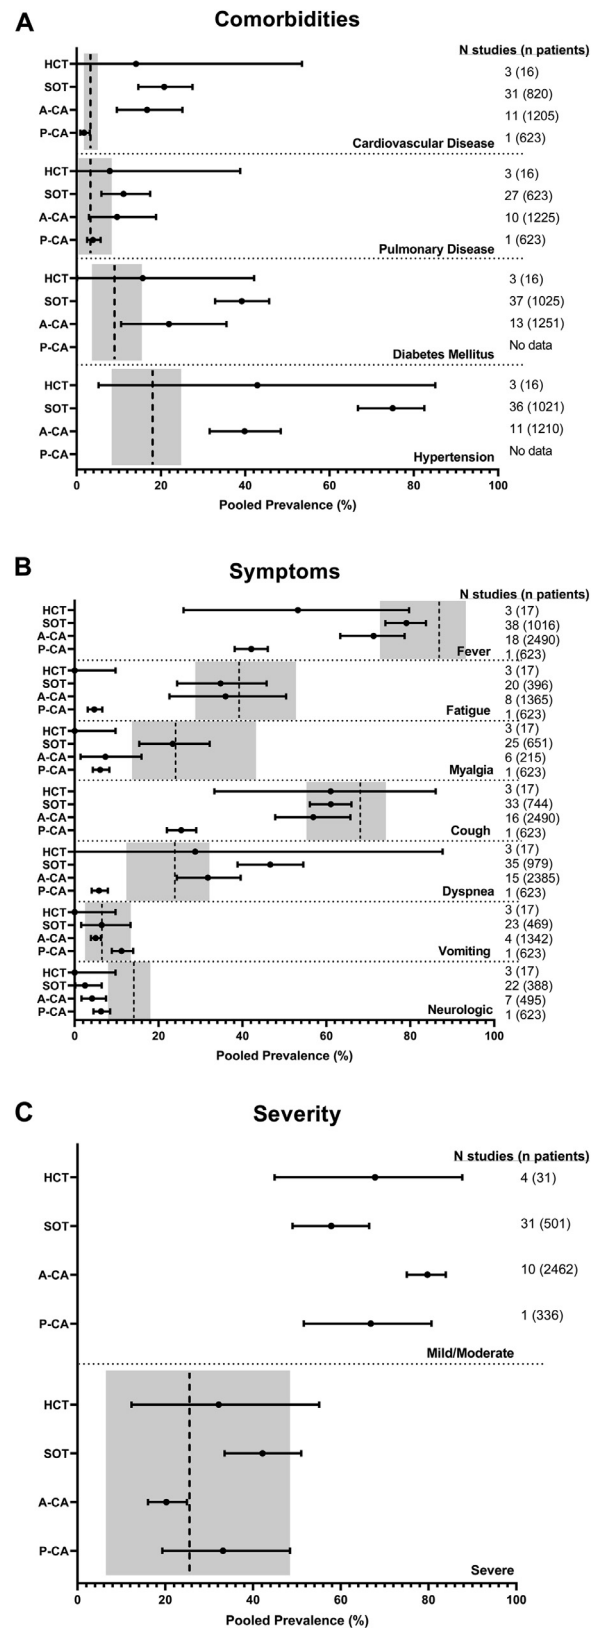 A
Comorbidities
N studies (n patients)
HCT 3 (16)
SOT 31 (820)
A-CA 11 (1205)
P-CA 1 (623)
Cardiovascular Disease
HCT 3 (16)
SOT 27 (623)
A-CA 10 (1225)
P-CA 1 (623)
Pulmonary Disease
HCT 3 (16)
SOT 37 (1025)
A-CA 13 (1251)
P-CA No data
Diabetes Mellitus
HCT 3 (16)
SOT 36 (1021)
A-CA 11 (1210)
P-CA No data
Hypertension
0 20 40 60 80 100
Pooled Prevalence (%)
B
Symptoms
N studies (n patients)
HCT 3 (17)
SOT 38 (1016)
A-CA 18 (2490)
P-CA Fever 1 (623)
HCT 3 (17)
SOT 20 (396)
A-CA 8 (1365)
P-CA Fatigue 1 (623)
HCT 3 (17)
SOT 25 (651)
A-CA 6 (215)
P-CA Myalgia 1 (623)
HCT 3 (17)
SOT 33 (744)
A-CA 16 (2490)
P-CA Cough 1 (623)
HCT 3 (17)
SOT 35 (979)
A-CA 15 (2385)
P-CA Dyspnea 1 (623)
HCT 3 (17)
SOT 23 (469)
A-CA 4 (1342)
P-CA Vomiting 1 (623)
HCT 3 (17)
SOT 22 (388)
A-CA 7 (495)
P-CA Neurologic 1 (623)
0 20 40 60 80 100
Pooled Prevalence (%)
C
Severity
N studies (n patients)
HCT 4 (31)
SOT 31 (501)
A-CA 10 (2462)
P-CA 1 (336)
Mild/Moderate
HCT
SOT
A-CA
P-CA
Severe
0 20 40 60 80 100
Pooled Prevalence (%)